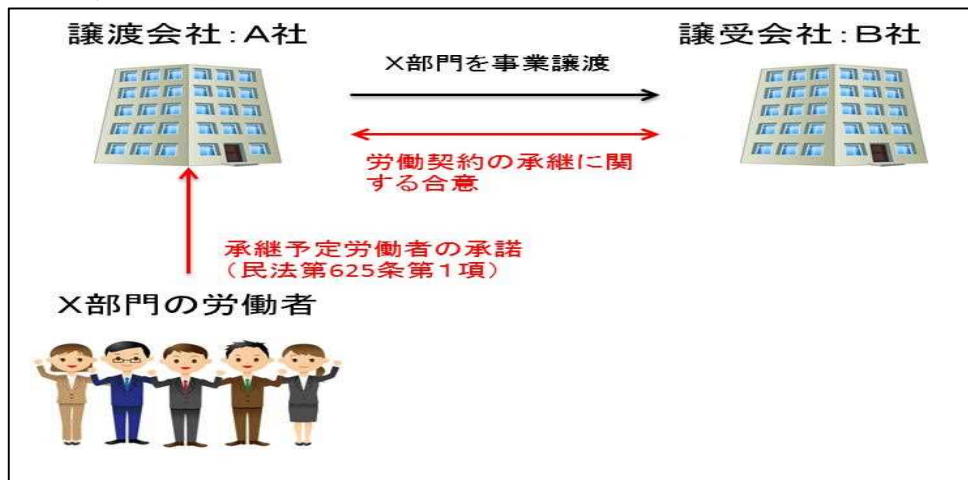 譲渡会社:A社
譲受会社:B社
X部門を事業譲渡
労働契約の承継に関
する合意
承継予定労働者の承諾
(民法第625条第1項)
X部門の労働者